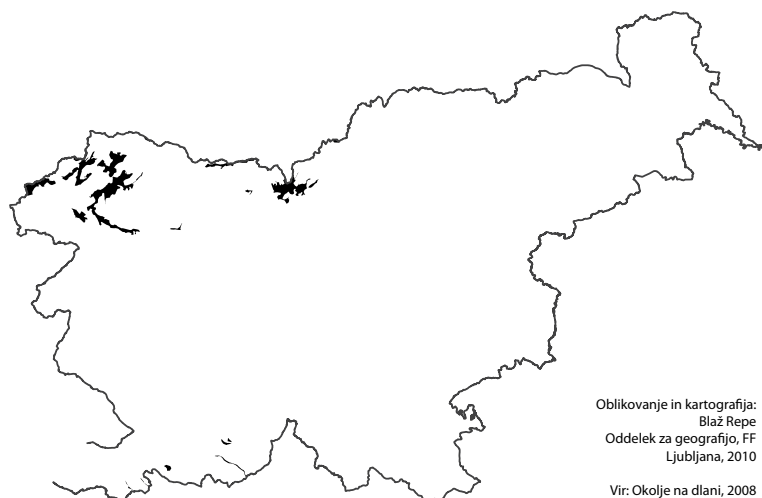 Oblikovanje in kartografija:
Blaž Repe
Oddelek za geografijo, FF
Ljubljana, 2010
Vir: Okolje na dlani, 2008